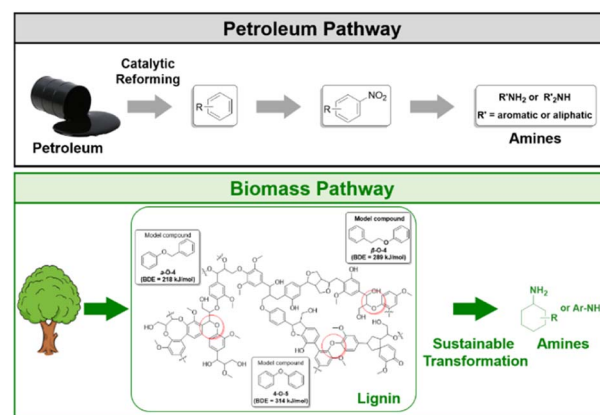 Petroleum Pathway
Catalytic
Reforming
Petroleum
R
R
NO2
R'NH2 or R'2NH
R' = aromatic or aliphatic
Amines
Biomass Pathway
Model compound
α-O-4
(BDE = 218 kJ/mol)
Model compound
β-O-4
(BDE = 289 kJ/mol)
Model compound
4-O-5
(BDE = 314 kJ/mol)
Lignin
Sustainable
Transformation
NH2
R
or Ar-NH
Amines